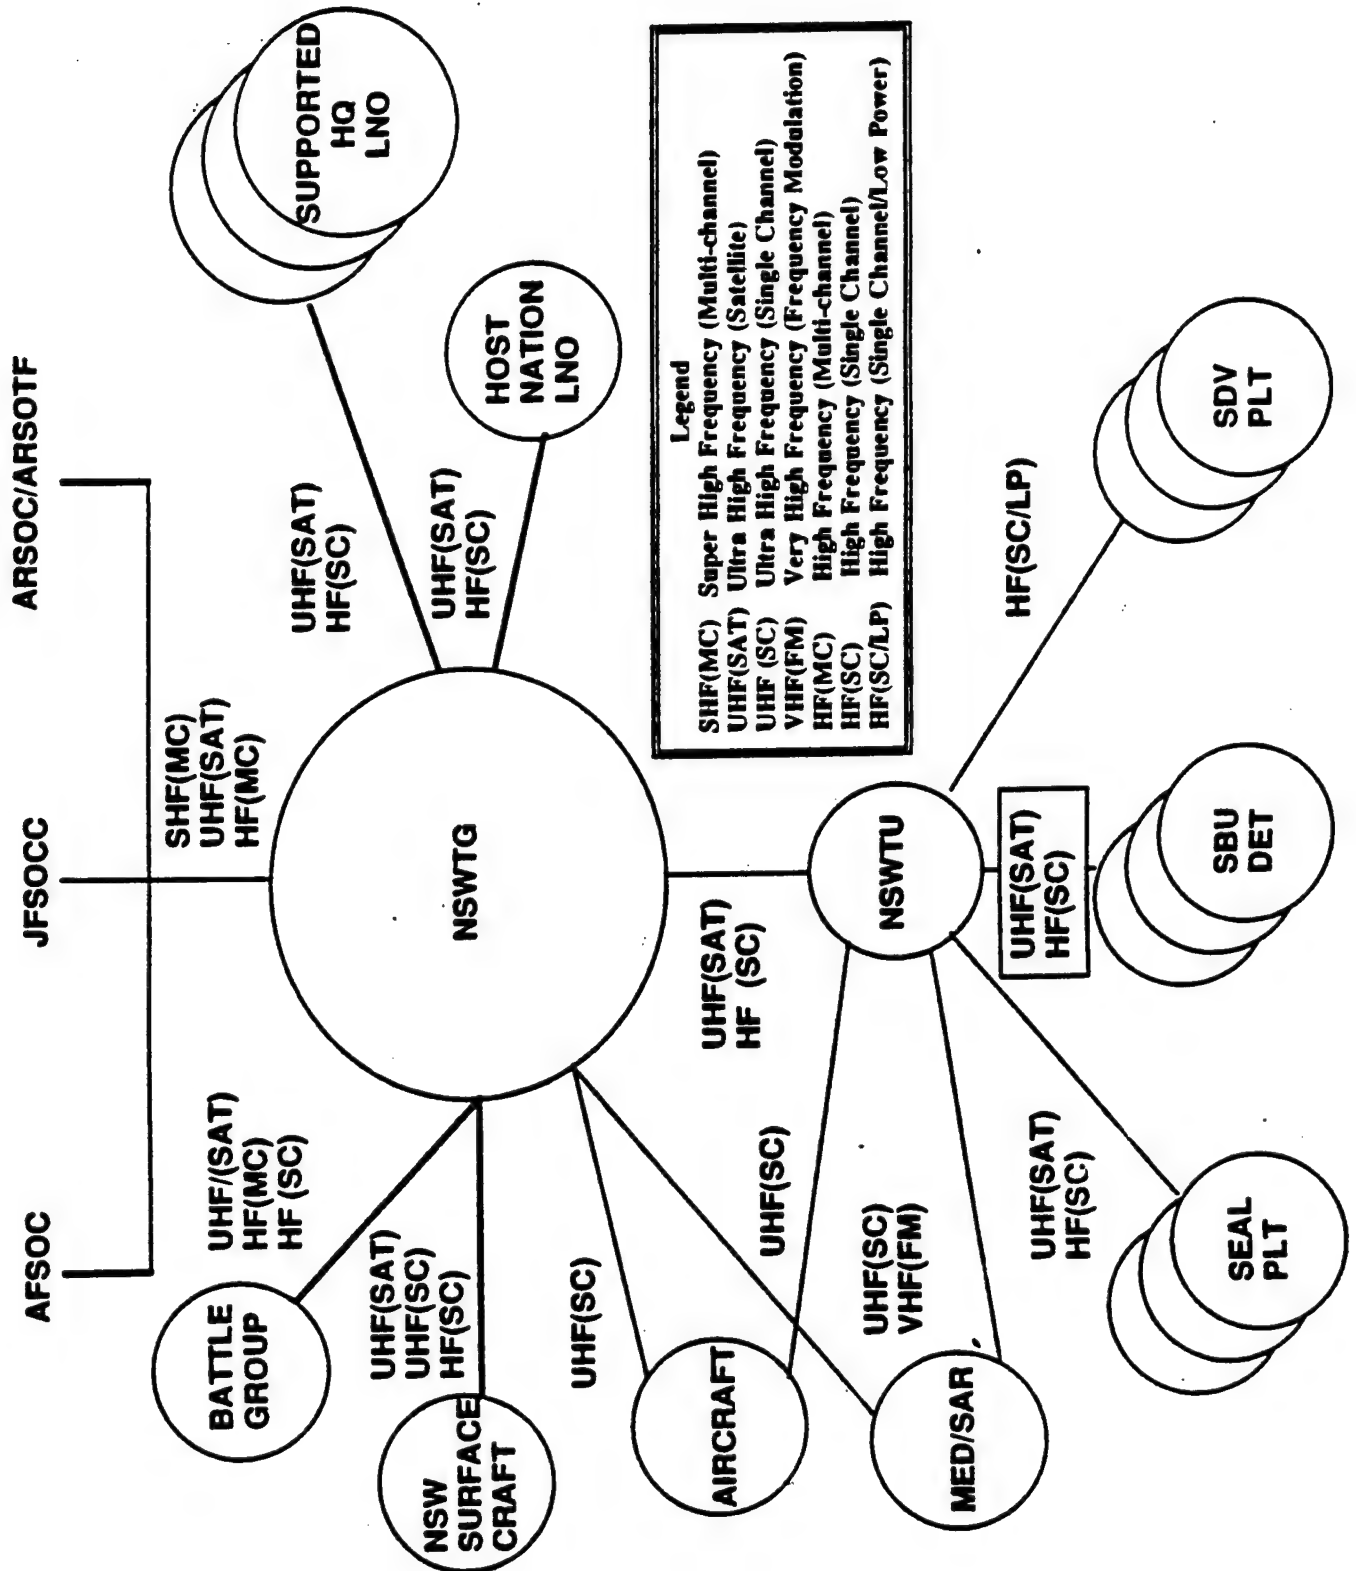 AFSOC
JFSOCC
ARSOC/ARSOTF
SHF(MC)
UHF(SAT)
HF(MC)
BATTLE
GROUP
UHF/(SAT)
HF(MC)
HF (SC)
NSW
SURFACE
CRAFT
UHF(SAT)
UHF(SC)
HF(SC)
NSWTG
UHF(SAT)
HF(SC)
SUPPORTED
HQ
LNO
UHF(SAT)
HF(SC)
HOST
NATION
LNO
AIRCRAFT
UHF(SC)
UHF(SC)
UHF(SAT)
HF (SC)
MED/SAR
UHF(SC)
VHF(FM)
NSWTU
Legend
SHF(MC) Super High Frequency (Multi-channel)
UHF(SAT) Ultra High Frequency (Satellite)
UHF (SC) Ultra High Frequency (Single Channel)
VHF(FM) Very High Frequency (Frequency Modulation)
HF(MC) High Frequency (Multi-channel)
HF(SC) High Frequency (Single Channel)
HF(SC/LP) High Frequency (Single Channel/Low Power)
UHF(SAT)
HF(SC)
UHF(SAT)
HF(SC)
HF(SC/LP)
SEAL
PLT
SBU
DET
SDV
PLT